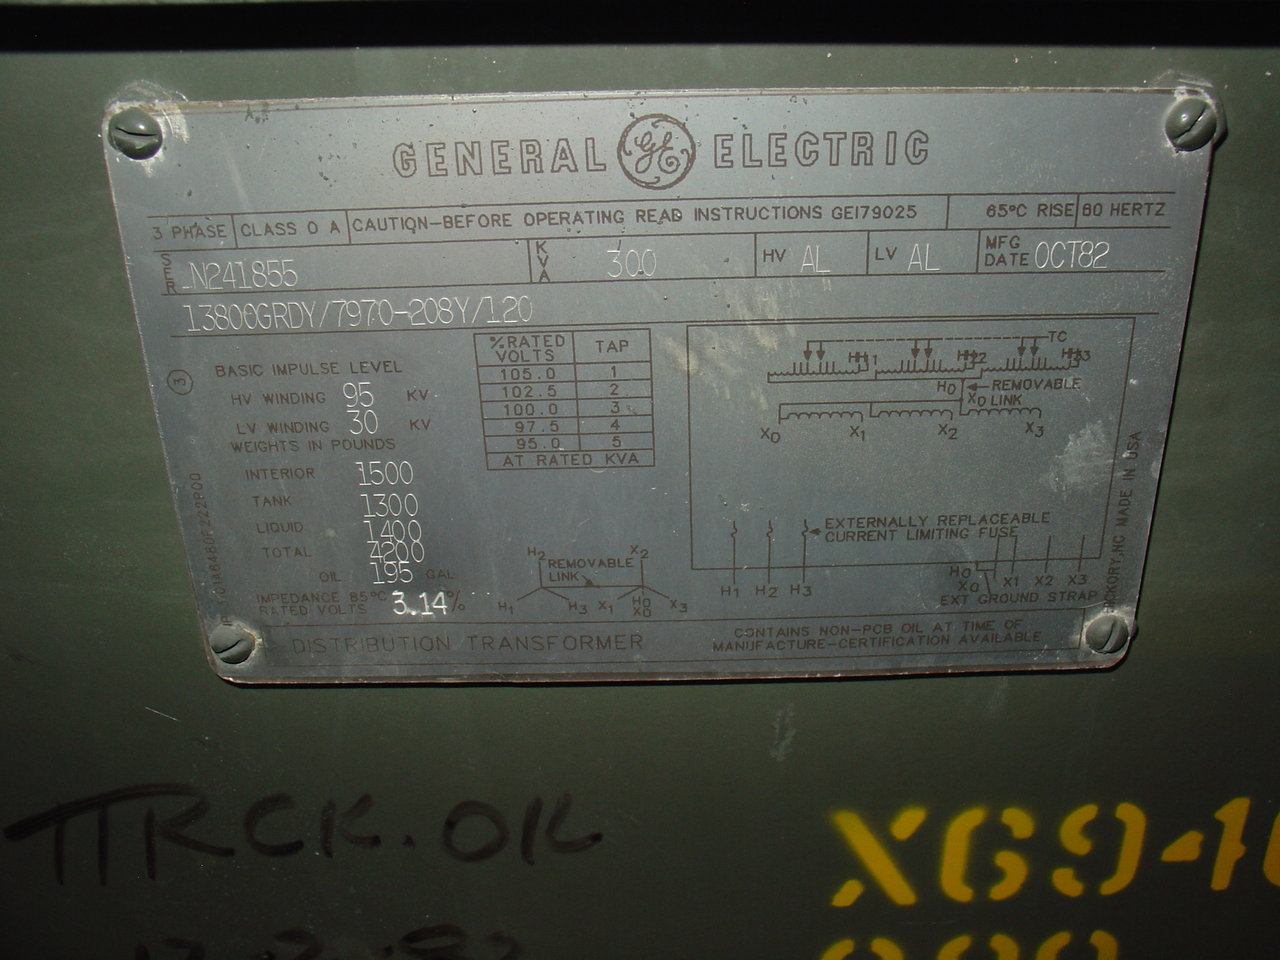 GENERAL GE ELECTRIC
3 PHASE CLASS O A CAUTION-BEFORE OPERATING READ INSTRUCTIONS GEI79025 65°C RISE 60 HERTZ
SER N241855 KVA 300 HV AL LV AL MFG DATE OCT82
13800GRDY/7970-208Y/120
3
BASIC IMPULSE LEVEL
HV WINDING 95 KV
LV WINDING 30 KV
WEIGHTS IN POUNDS
INTERIOR 1500
TANK 1300
LIQUID 1400
TOTAL 4200
OIL 195 GAL
IMPEDANCE 85°C
RATED VOLTS 3.14%
%RATED VOLTS TAP
105.0 1
102.5 2
100.0 3
97.5 4
95.0 5
AT RATED KVA
H2 X2
REMOVABLE
LINK
H1 H3 X1 H0 X0 X3
TC
H0 H1 H2 H3
H0 REMOVABLE
X0 LINK
X0 X1 X2 X3
EXTERNALLY REPLACEABLE
CURRENT LIMITING FUSE
H1 H2 H3 H0 X0 X1 X2 X3
EXT GROUND STRAP
HICKORY, NC MADE IN USA
DISTRIBUTION TRANSFORMER
CONTAINS NON-PCB OIL AT TIME OF
MANUFACTURE-CERTIFICATION AVAILABLE